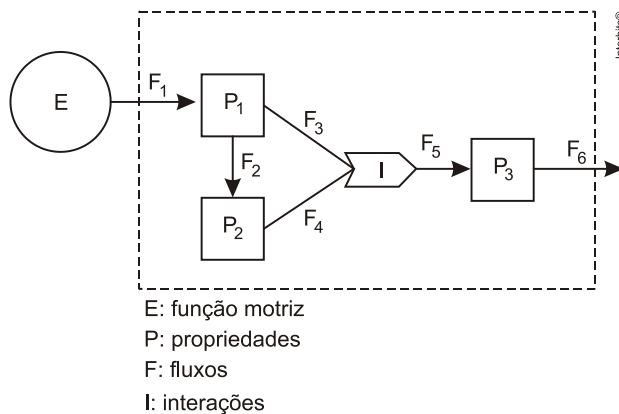 E
F₁
P₁
F₃
F₂
P₂
F₄
I
F₅
P₃
F₆
E: função motriz
P: propriedades
F: fluxos
I: interações